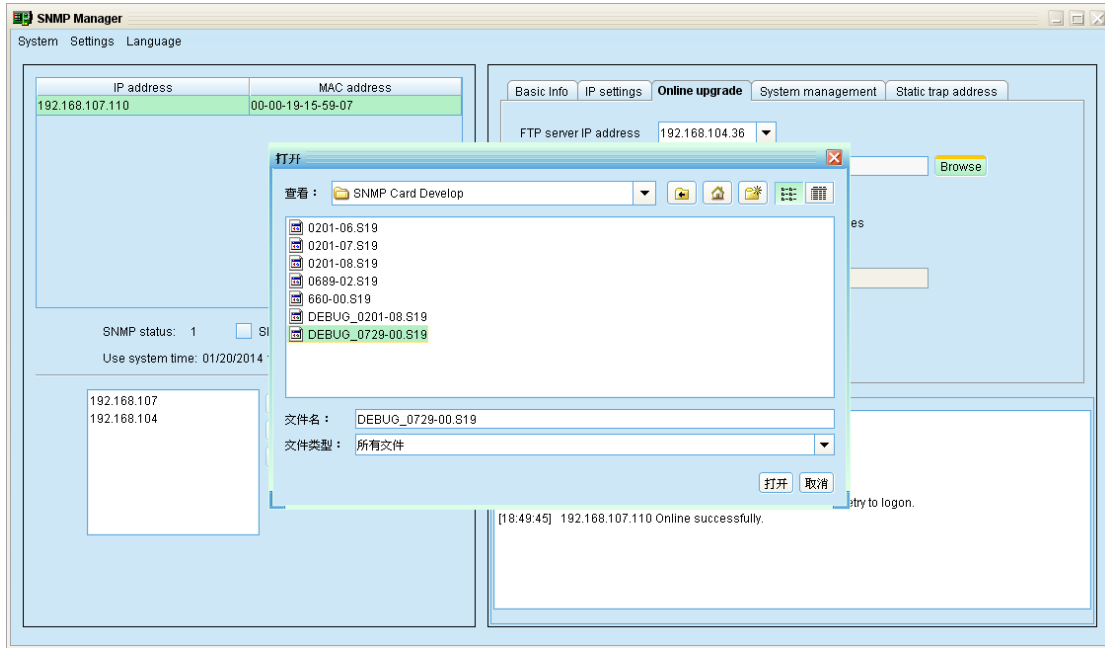 SNMP Manager
System Settings Language
IP address MAC address
192.168.107.110 00-00-19-15-59-07
Basic Info IP settings Online upgrade System management Static trap address
FTP server IP address 192.168.104.36
Browse
es
打开
查看： SNMP Card Develop
0201-06.S19
0201-07.S19
0201-08.S19
0689-02.S19
660-00.S19
DEBUG_0201-08.S19
DEBUG_0729-00.S19
文件名： DEBUG_0729-00.S19
文件类型： 所有文件
打开 取消
SNMP status: 1
Use system time: 01/20/2014
192.168.107
192.168.104
etry to logon.
[18:49:45] 192.168.107.110 Online successfully.